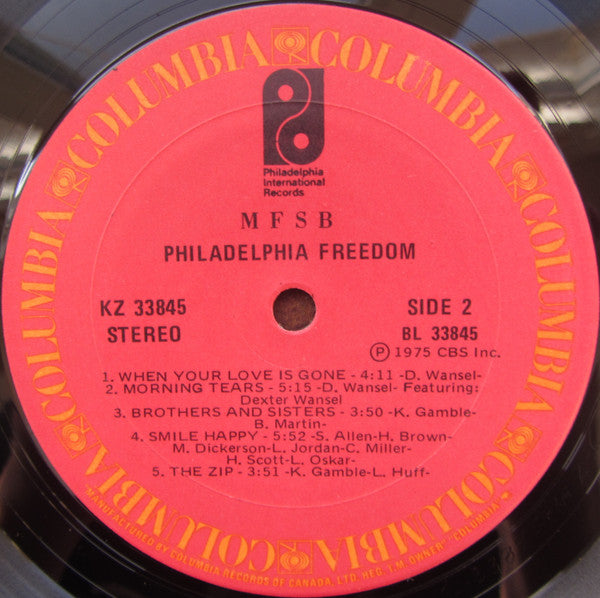 COLUMBIA COLUMBIA COLUMBIA COLUMBIA COLUMBIA COLUMBIA
Philadelphia
International
Records
MFSB
PHILADELPHIA FREEDOM
KZ 33845 SIDE 2
STEREO BL 33845
Ⓟ 1975 CBS Inc.
1. WHEN YOUR LOVE IS GONE - 4:11 -D. Wansel-
2. MORNING TEARS - 5:15 -D. Wansel- Featuring:
Dexter Wansel
3. BROTHERS AND SISTERS - 3:50 -K. Gamble-
B. Martin-
4. SMILE HAPPY - 5:52 -S. Allen-H. Brown-
M. Dickerson-L. Jordan-C. Miller-
H. Scott-L. Oskar-
5. THE ZIP - 3:51 -K. Gamble-L. Huff-
MANUFACTURED BY COLUMBIA RECORDS OF CANADA, LTD. REG. T.M. OWNER "COLUMBIA"